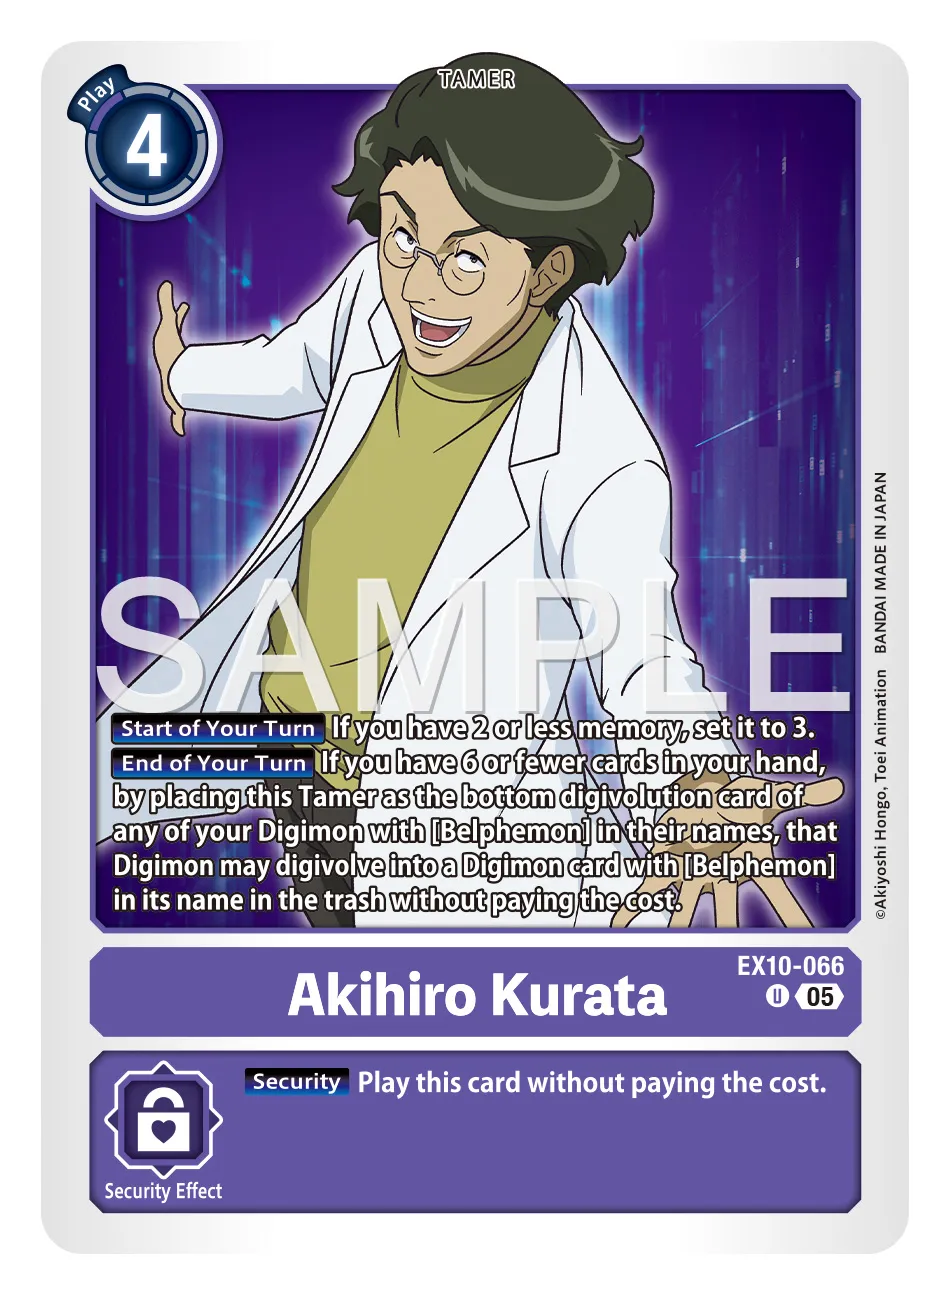 TAMER
Play
4
SAMPLE
Start of Your Turn If you have 2 or less memory, set it to 3.
End of Your Turn If you have 6 or fewer cards in your hand,
by placing this Tamer as the bottom digivolution card of
any of your Digimon with [Belphemon] in their names, that
Digimon may digivolve into a Digimon card with [Belphemon]
in its name in the trash without paying the cost.
©Akiyoshi Hongo, Toei Animation BANDAI MADE IN JAPAN
EX10-066
Akihiro Kurata
U 05
Security Play this card without paying the cost.
Security Effect